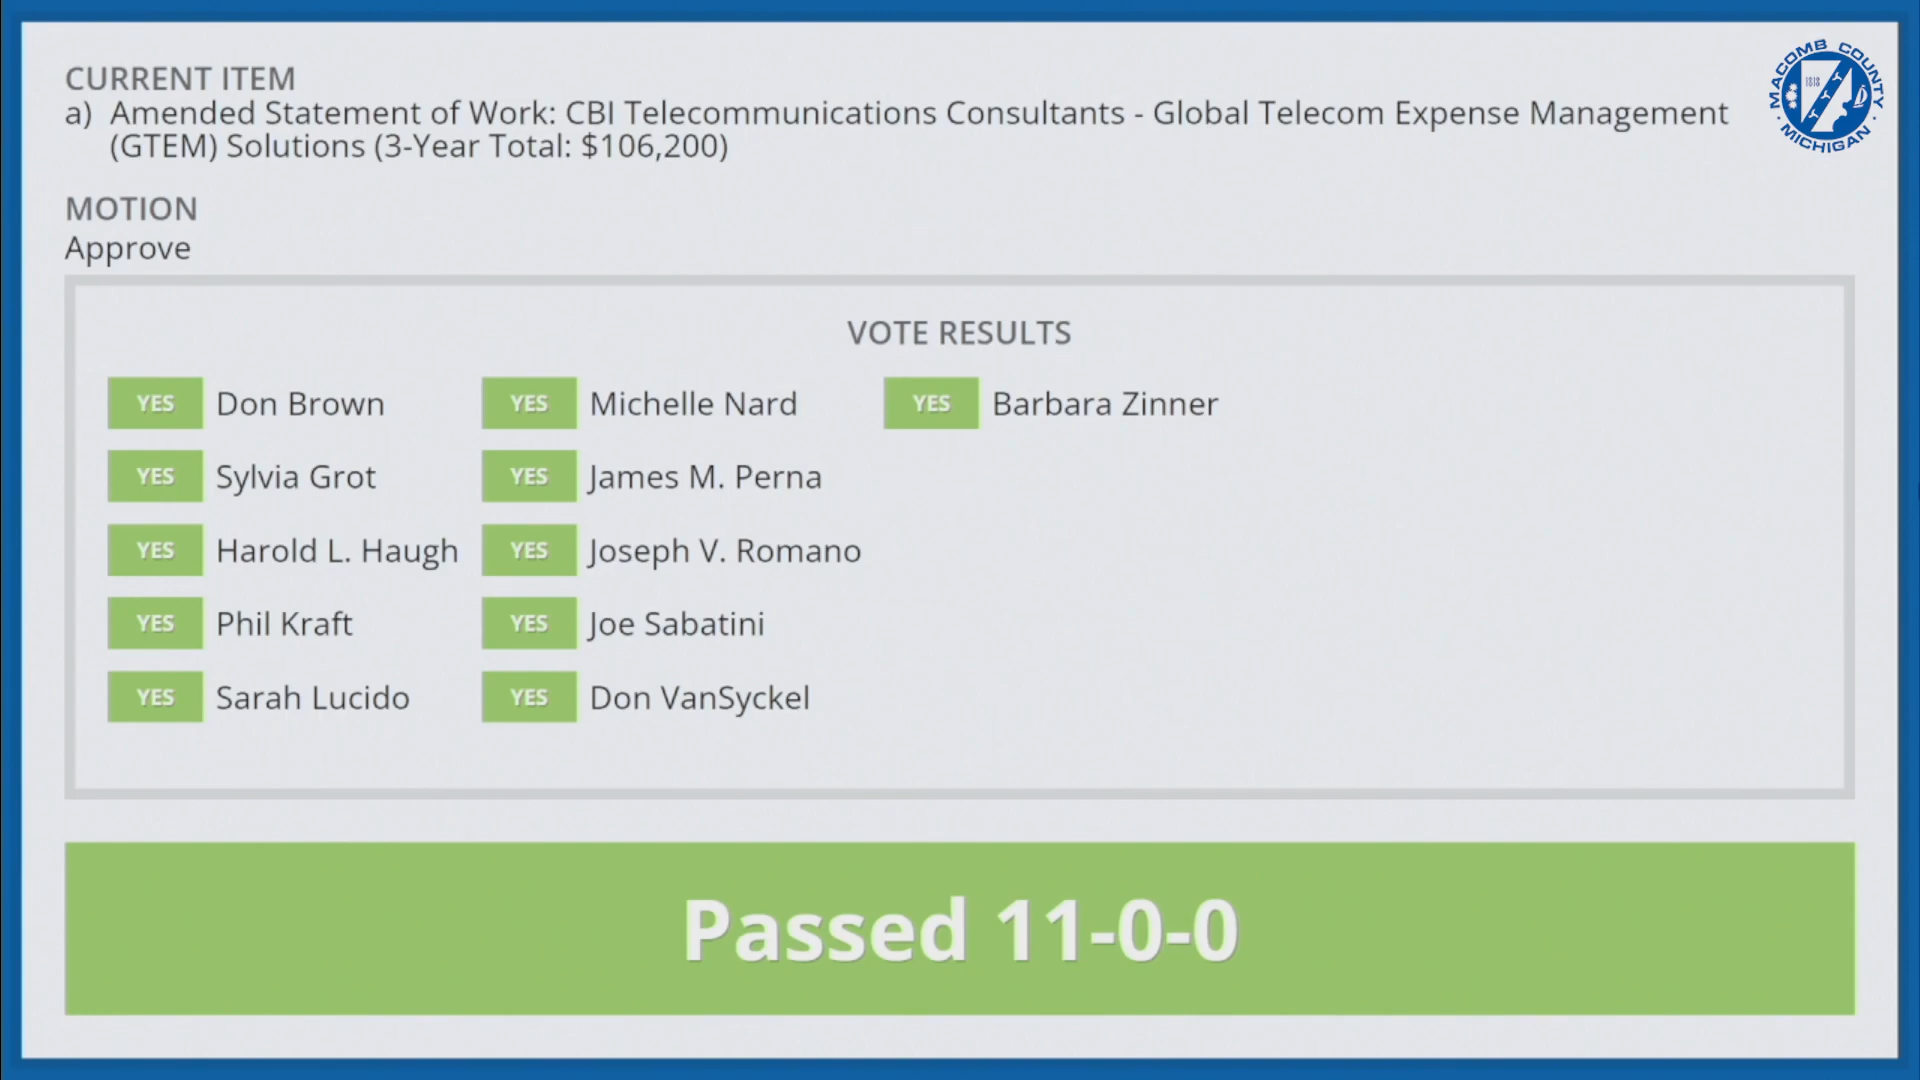 CURRENT ITEM
a) Amended Statement of Work: CBI Telecommunications Consultants - Global Telecom Expense Management
(GTEM) Solutions (3-Year Total: $106,200)
MACOMB COUNTY
1818
MICHIGAN
MOTION
Approve
VOTE RESULTS
YES Don Brown
YES Sylvia Grot
YES Harold L. Haugh
YES Phil Kraft
YES Sarah Lucido
YES Michelle Nard
YES James M. Perna
YES Joseph V. Romano
YES Joe Sabatini
YES Don VanSyckel
YES Barbara Zinner
Passed 11-0-0